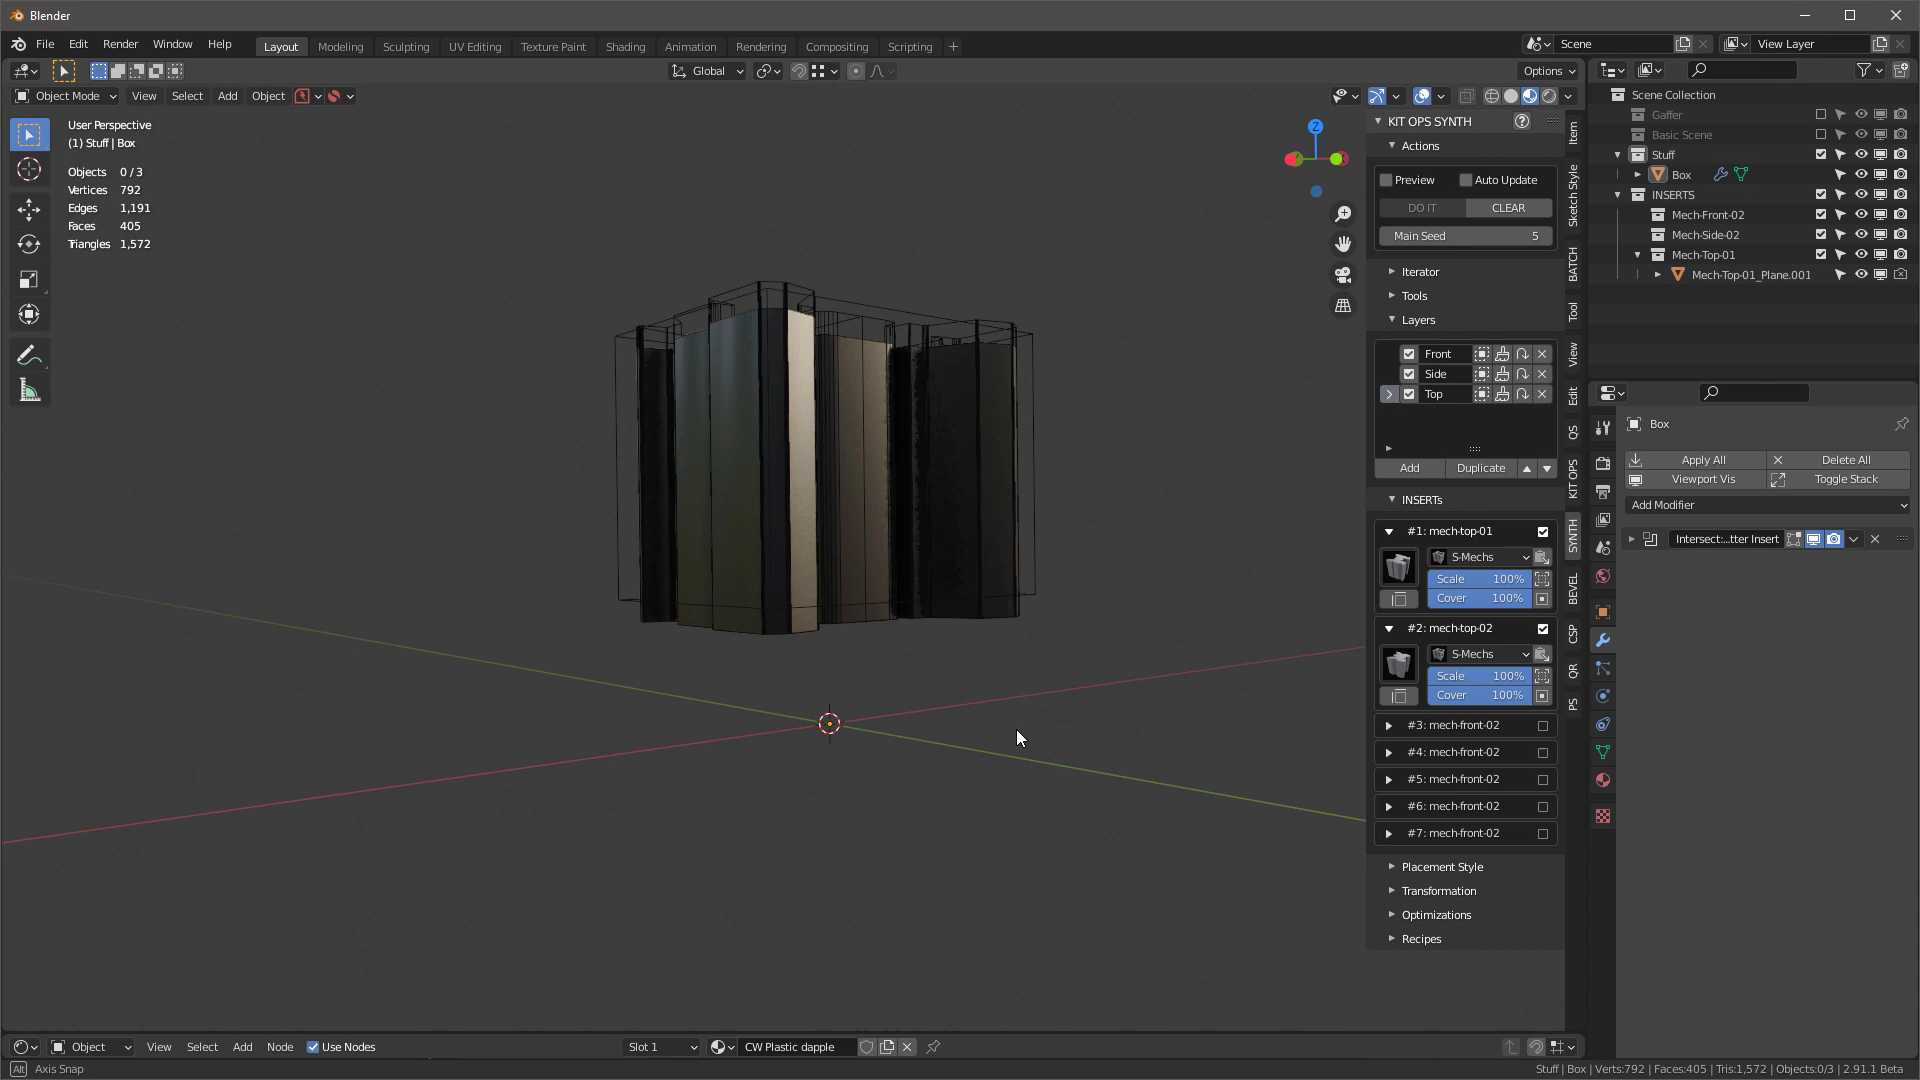 Blender
File Edit Render Window Help
Layout Modeling Sculpting UV Editing Texture Paint Shading Animation Rendering Compositing Scripting +
Scene
View Layer
Global
Options
Object Mode View Select Add Object
User Perspective
(1) Stuff | Box
Objects 0 / 3
Vertices 792
Edges 1,191
Faces 405
Triangles 1,572
Z
KIT OPS SYNTH
Actions
Preview Auto Update
DO IT CLEAR
Main Seed 5
Iterator
Tools
Layers
Front
Side
Top
Add Duplicate
INSERTs
#1: mech-top-01
S-Mechs
Scale 100%
Cover 100%
#2: mech-top-02
S-Mechs
Scale 100%
Cover 100%
#3: mech-front-02
#4: mech-front-02
#5: mech-front-02
#6: mech-front-02
#7: mech-front-02
Placement Style
Transformation
Optimizations
Recipes
Item
Sketch Style
BATCH
Tool
View
Edit
QS
KIT OPS
SYNTH
BEVEL
CSP
QR
PS
Scene Collection
Gaffer
Basic Scene
Stuff
Box
INSERTS
Mech-Front-02
Mech-Side-02
Mech-Top-01
Mech-Top-01_Plane.001
Box
Apply All Delete All
Viewport Vis Toggle Stack
Add Modifier
Intersect:...tter Insert
Object View Select Add Node Use Nodes
Slot 1
CW Plastic dapple
Alt Axis Snap
Stuff | Box | Verts:792 | Faces:405 | Tris:1,572 | Objects:0/3 | 2.91.1 Beta